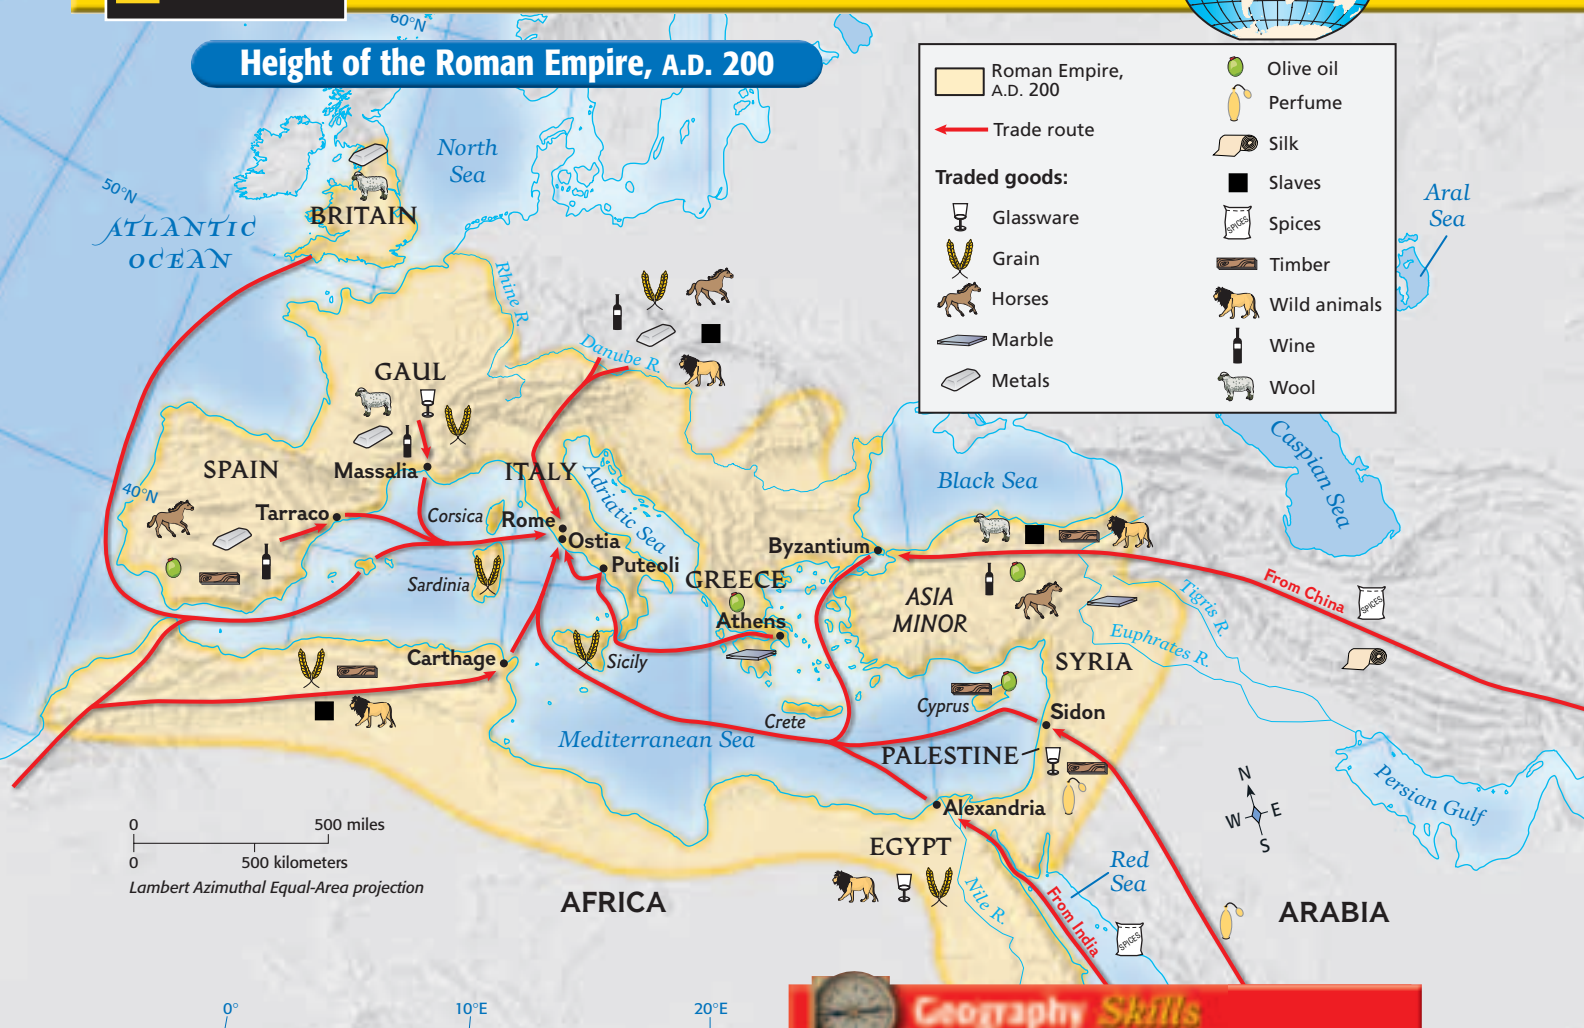 60°N
Height of the Roman Empire, A.D. 200
Roman Empire,
A.D. 200
Trade route
Traded goods:
Glassware
Grain
Horses
Marble
Metals
Olive oil
Perfume
Silk
Slaves
SPICES
Spices
Timber
Wild animals
Wine
Wool
North
Sea
50°N
ATLANTIC
OCEAN
BRITAIN
Aral
Sea
Rhine R.
Danube R.
GAUL
Caspian Sea
SPAIN
Massalia
ITALY
Adriatic Sea
Black Sea
40°N
Tarraco
Corsica
Rome
Ostia
Puteoli
Byzantium
Sardinia
GREECE
ASIA
MINOR
From China
SPICES
Tigris R.
Athens
Euphrates R.
Carthage
Sicily
SYRIA
Cyprus
Crete
Sidon
Mediterranean Sea
PALESTINE
Persian Gulf
Alexandria
N
W
E
S
0
500 miles
0
500 kilometers
Lambert Azimuthal Equal-Area projection
EGYPT
Red
Sea
Nile R.
From India
SPICES
AFRICA
ARABIA
0°
10°E
20°E
Geography Skills